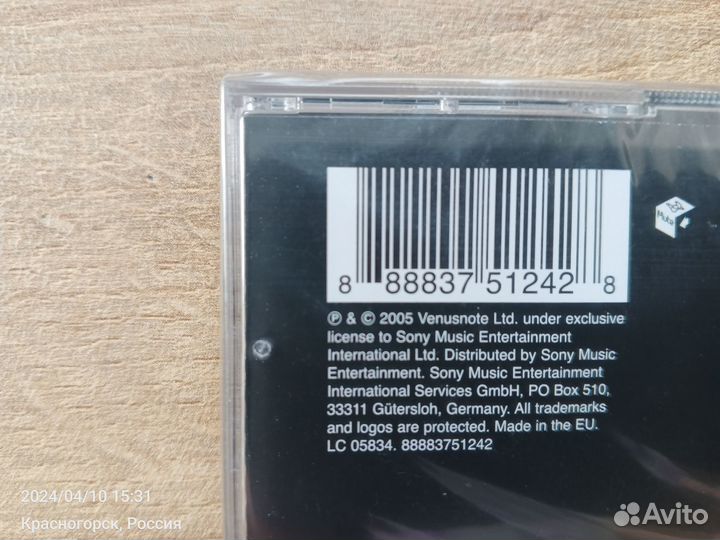 8 88837 51242 8
Mute
℗ & © 2005 Venusnote Ltd. under exclusive
license to Sony Music Entertainment
International Ltd. Distributed by Sony Music
Entertainment. Sony Music Entertainment
International Services GmbH, PO Box 510,
33311 Gütersloh, Germany. All trademarks
and logos are protected. Made in the EU.
LC 05834. 88883751242
2024/04/10 15:31
Красногорск, Россия
Avito